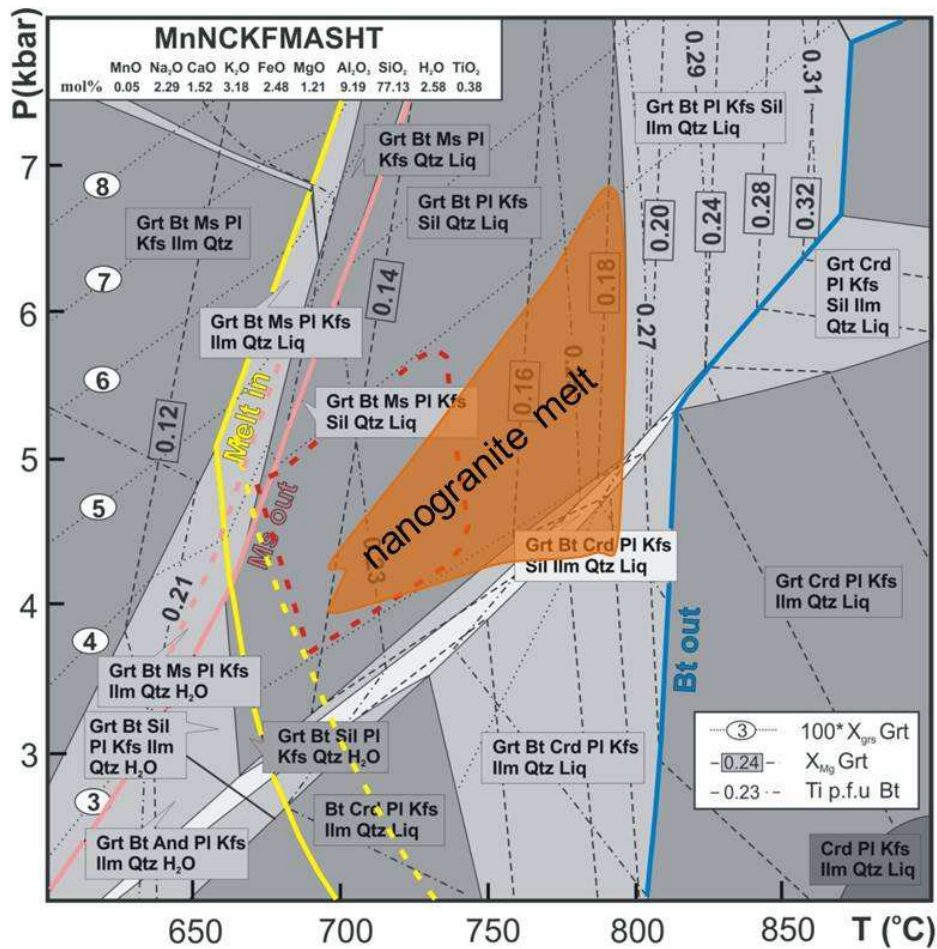 MnNCKFMASHT
MnO Na₂O CaO K₂O FeO MgO Al₂O₃ SiO₂ H₂O TiO₂
mol% 0.05 2.29 1.52 3.18 2.48 1.21 9.19 77.13 2.58 0.38
P(kbar)
7
6
5
4
3
8
7
6
5
4
3
0.29
0.31
Grt Bt Pl Kfs Sil
Ilm Qtz Liq
Grt Bt Ms Pl
Kfs Qtz Liq
Grt Bt Pl Kfs
Sil Qtz Liq
Grt Bt Ms Pl
Kfs Ilm Qtz
0.20
0.24
0.28
0.32
0.14
0.18
Grt Crd
Pl Kfs
Sil Ilm
Qtz Liq
Grt Bt Ms Pl Kfs
Ilm Qtz Liq
0.27
0.16
0.12
Melt in
Grt Bt Ms Pl Kfs
Sil Qtz Liq
nanogranite melt
Ms out
Grt Bt Crd Pl Kfs
Sil Ilm Qtz Liq
0.21
Grt Crd Pl Kfs
Ilm Qtz Liq
Bt out
Grt Bt Ms Pl Kfs
Ilm Qtz H₂O
Grt Bt Sil
Pl Kfs Ilm
Qtz H₂O
Grt Bt Sil Pl
Kfs Qtz H₂O
Grt Bt Crd Pl Kfs
Ilm Qtz Liq
3 100* Xgrs Grt
0.24 XMg Grt
0.23 Ti p.f.u Bt
Bt Crd Pl Kfs
Ilm Qtz Liq
Grt Bt And Pl Kfs
Ilm Qtz H₂O
Crd Pl Kfs
Ilm Qtz Liq
650 700 750 800 850 T (°C)